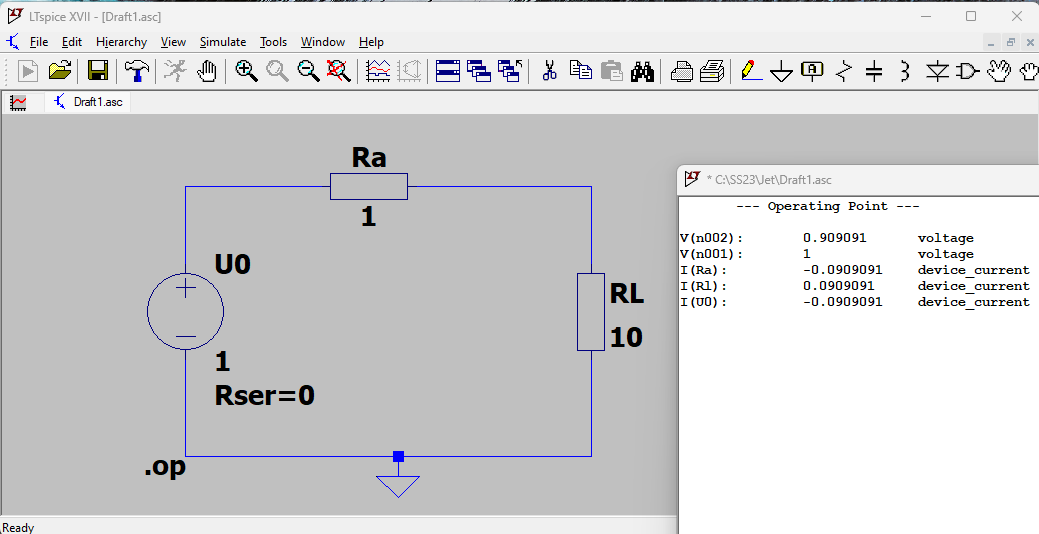 LTspice XVII - [Draft1.asc]
File Edit Hierarchy View Simulate Tools Window Help
Draft1.asc
Ra
1
U0
1
Rser=0
RL
10
.op
* C:\SS23\Jet\Draft1.asc
--- Operating Point ---
V(n002): 0.909091 voltage
V(n001): 1 voltage
I(Ra): -0.0909091 device_current
I(Rl): 0.0909091 device_current
I(U0): -0.0909091 device_current
Ready